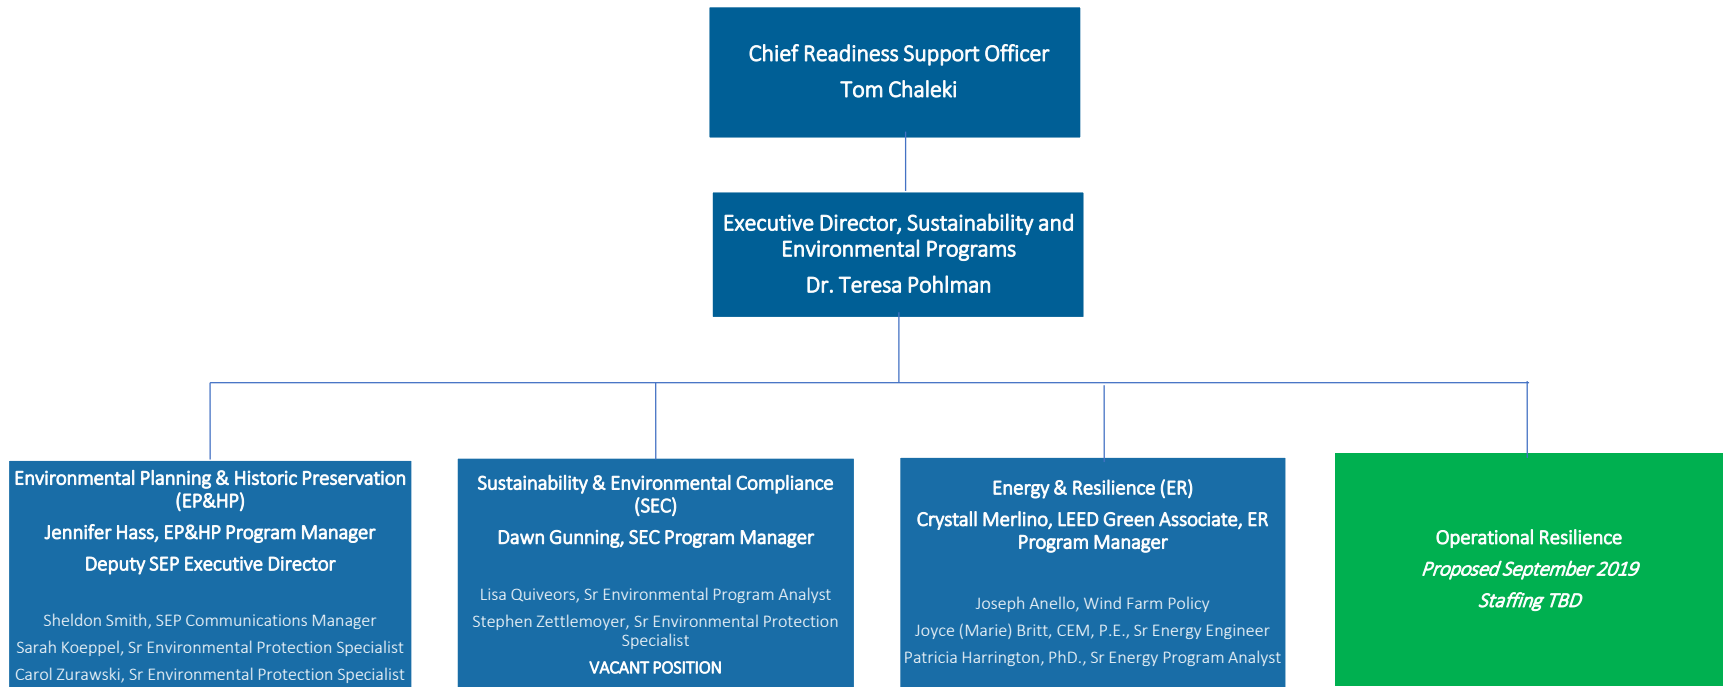 Chief Readiness Support Officer
Tom Chaleki
Executive Director, Sustainability and
Environmental Programs
Dr. Teresa Pohlman
Environmental Planning & Historic Preservation
(EP&HP)
Jennifer Hass, EP&HP Program Manager
Deputy SEP Executive Director
Sheldon Smith, SEP Communications Manager
Sarah Koeppel, Sr Environmental Protection Specialist
Carol Zurawski, Sr Environmental Protection Specialist
Sustainability & Environmental Compliance
(SEC)
Dawn Gunning, SEC Program Manager
Lisa Quiveors, Sr Environmental Program Analyst
Stephen Zettlemoyer, Sr Environmental Protection
Specialist
VACANT POSITION
Energy & Resilience (ER)
Crystall Merlino, LEED Green Associate, ER
Program Manager
Joseph Anello, Wind Farm Policy
Joyce (Marie) Britt, CEM, P.E., Sr Energy Engineer
Patricia Harrington, PhD., Sr Energy Program Analyst
Operational Resilience
Proposed September 2019
Staffing TBD